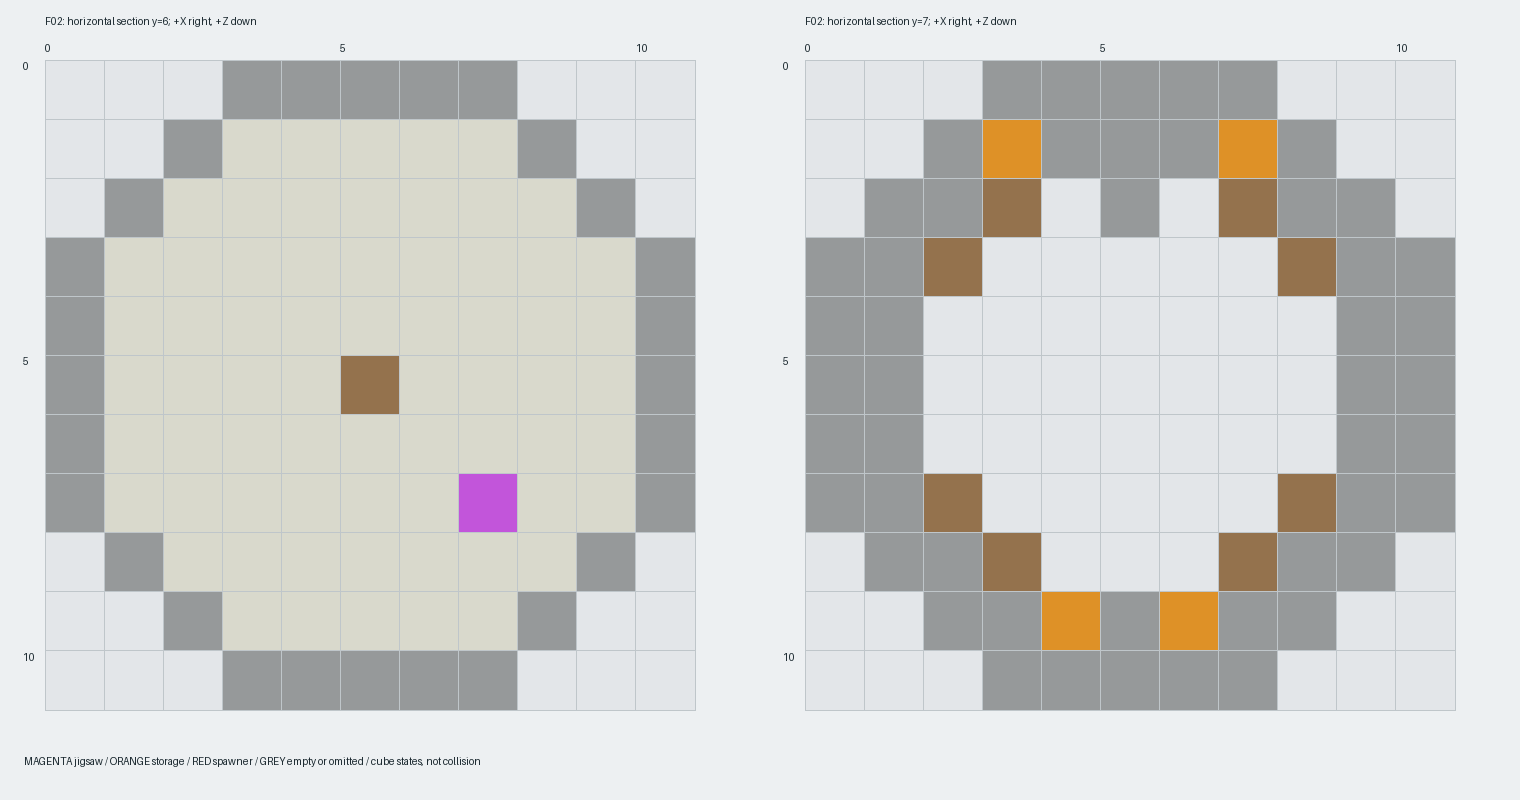 F02: horizontal section y=6; +X right, +Z down
F02: horizontal section y=7; +X right, +Z down
0 5 10
0 5 10
0
0
5
5
10
10
MAGENTA jigsaw / ORANGE storage / RED spawner / GREY empty or omitted / cube states, not collision